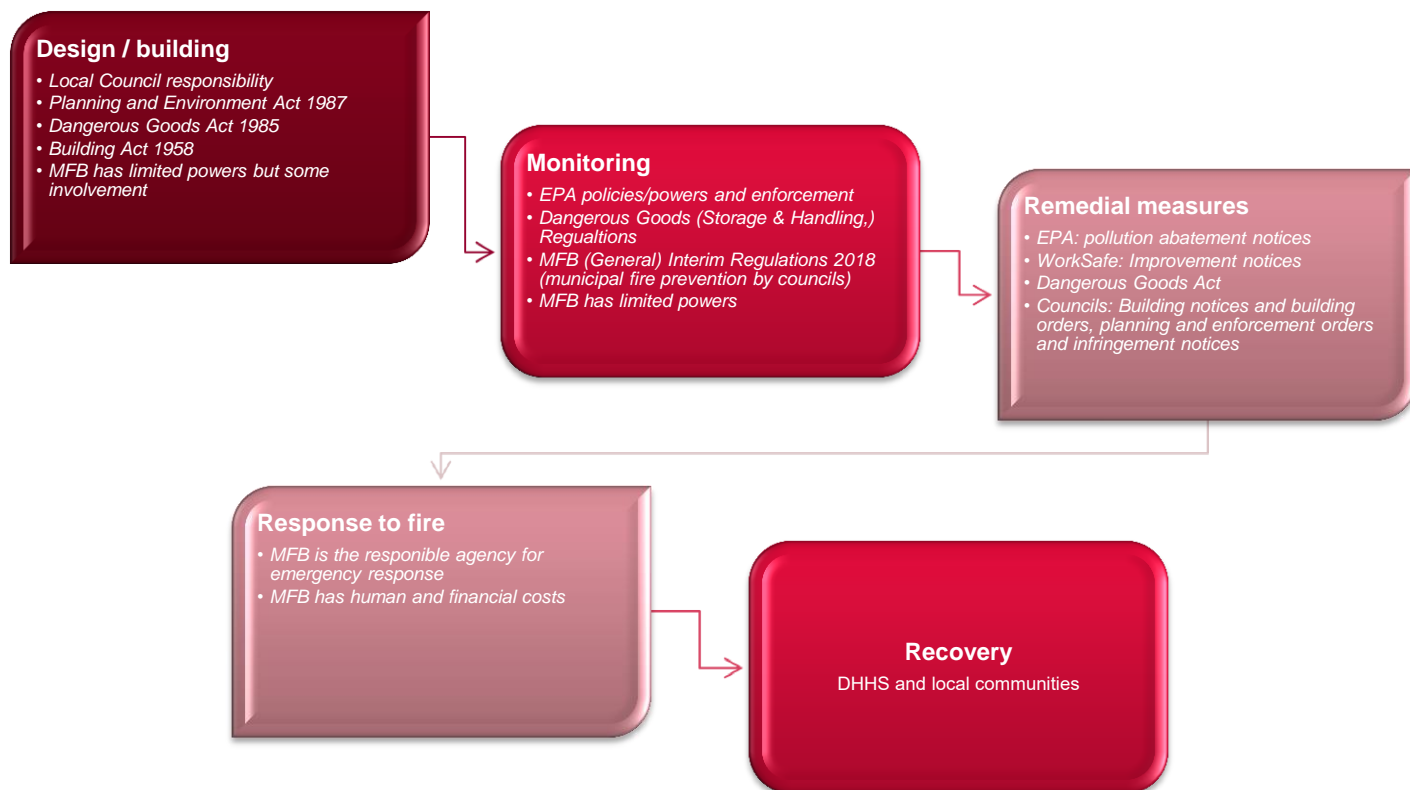 Design / building
• Local Council responsibility
• Planning and Environment Act 1987
• Dangerous Goods Act 1985
• Building Act 1958
• MFB has limited powers but some
involvement
Monitoring
• EPA policies/powers and enforcement
• Dangerous Goods (Storage & Handling,)
Regualtions
• MFB (General) Interim Regulations 2018
(municipal fire prevention by councils)
• MFB has limited powers
Remedial measures
• EPA: pollution abatement notices
• WorkSafe: Improvement notices
• Dangerous Goods Act
• Councils: Building notices and building
orders, planning and enforcement orders
and infringement notices
Response to fire
• MFB is the responible agency for
emergency response
• MFB has human and financial costs
Recovery
DHHS and local communities